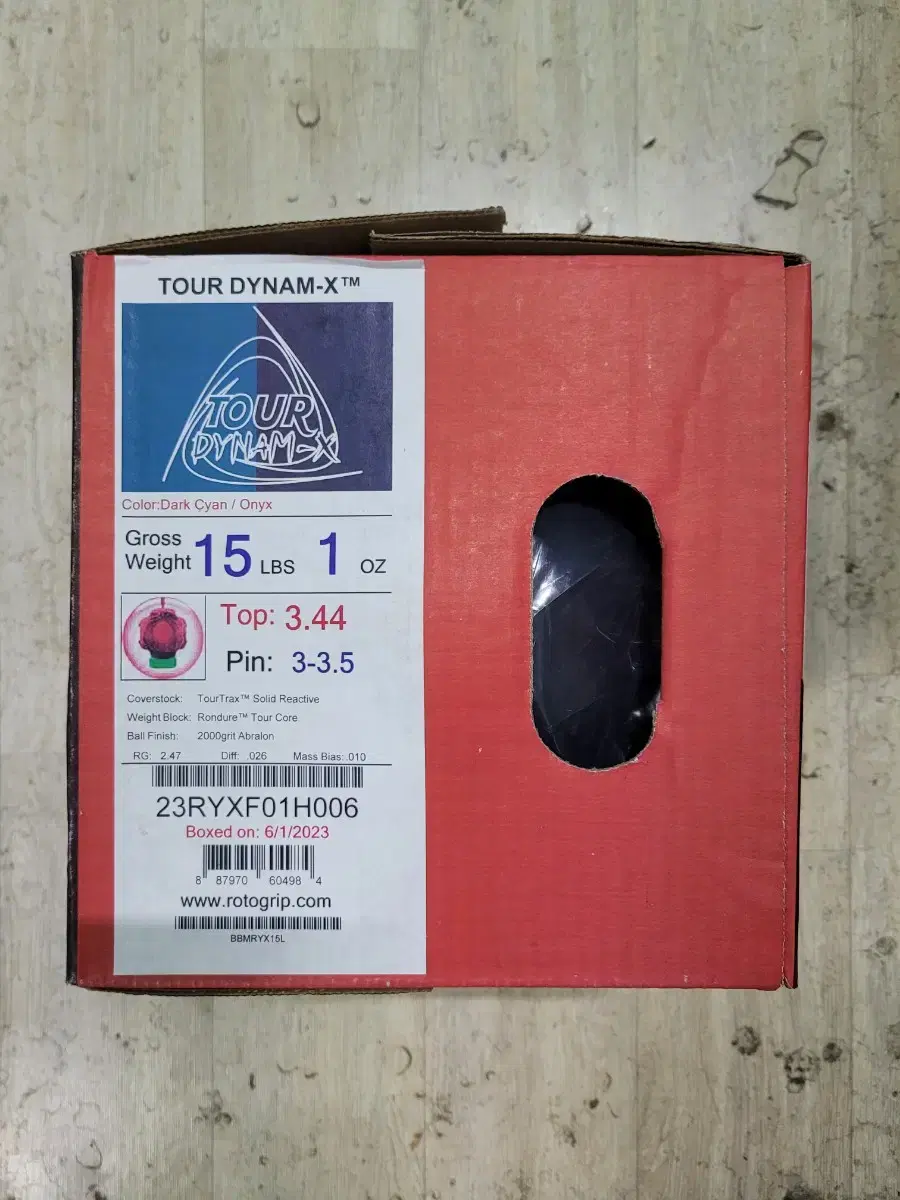 TOUR DYNAM-X™
TOUR
DYNAM-X
Color:Dark Cyan / Onyx
Gross
Weight 15 LBS 1 OZ
Top: 3.44
Pin: 3-3.5
Coverstock: TourTrax™ Solid Reactive
Weight Block: Rondure™ Tour Core
Ball Finish: 2000grit Abralon
RG: 2.47 Diff: .026 Mass Bias: .010
23RYXF01H006
Boxed on: 6/1/2023
8 87970 60498 4
www.rotogrip.com
BBMRYX15L